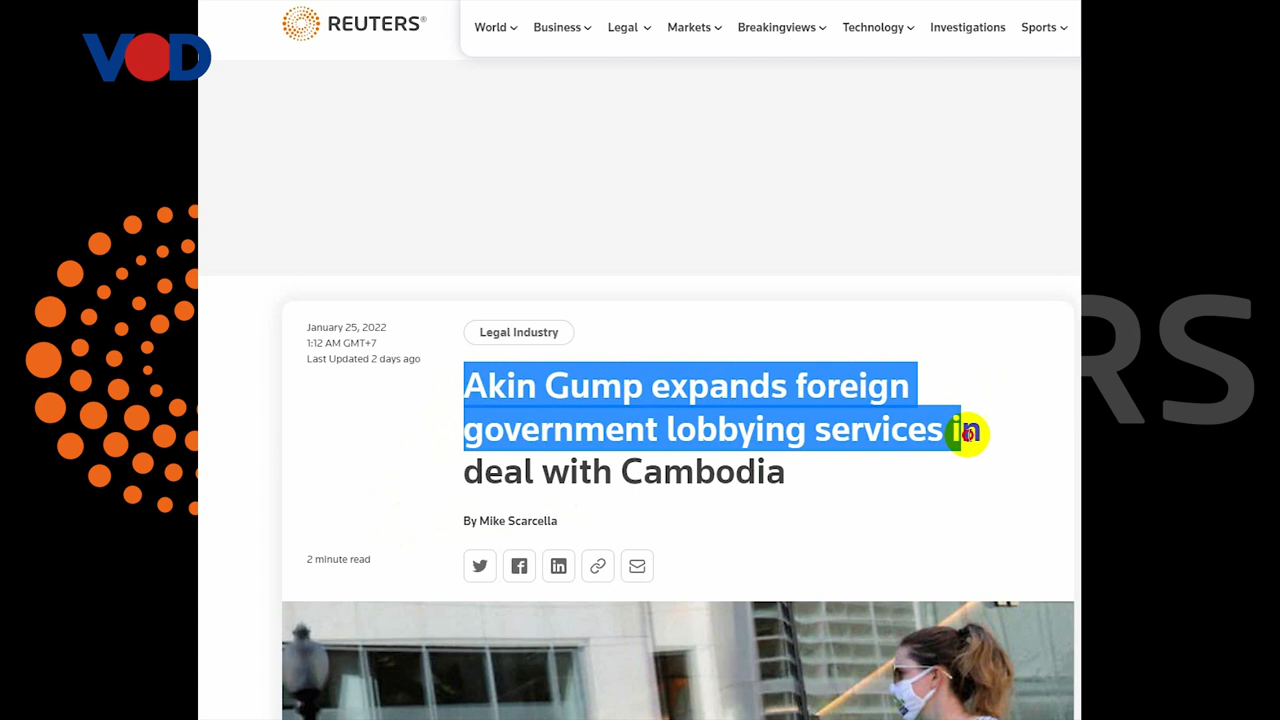 VOD
REUTERS®
World Business Legal Markets Breakingviews Technology Investigations Sports
January 25, 2022
1:12 AM GMT+7
Last Updated 2 days ago
Legal Industry
Akin Gump expands foreign
government lobbying services in
deal with Cambodia
By Mike Scarcella
2 minute read
RS